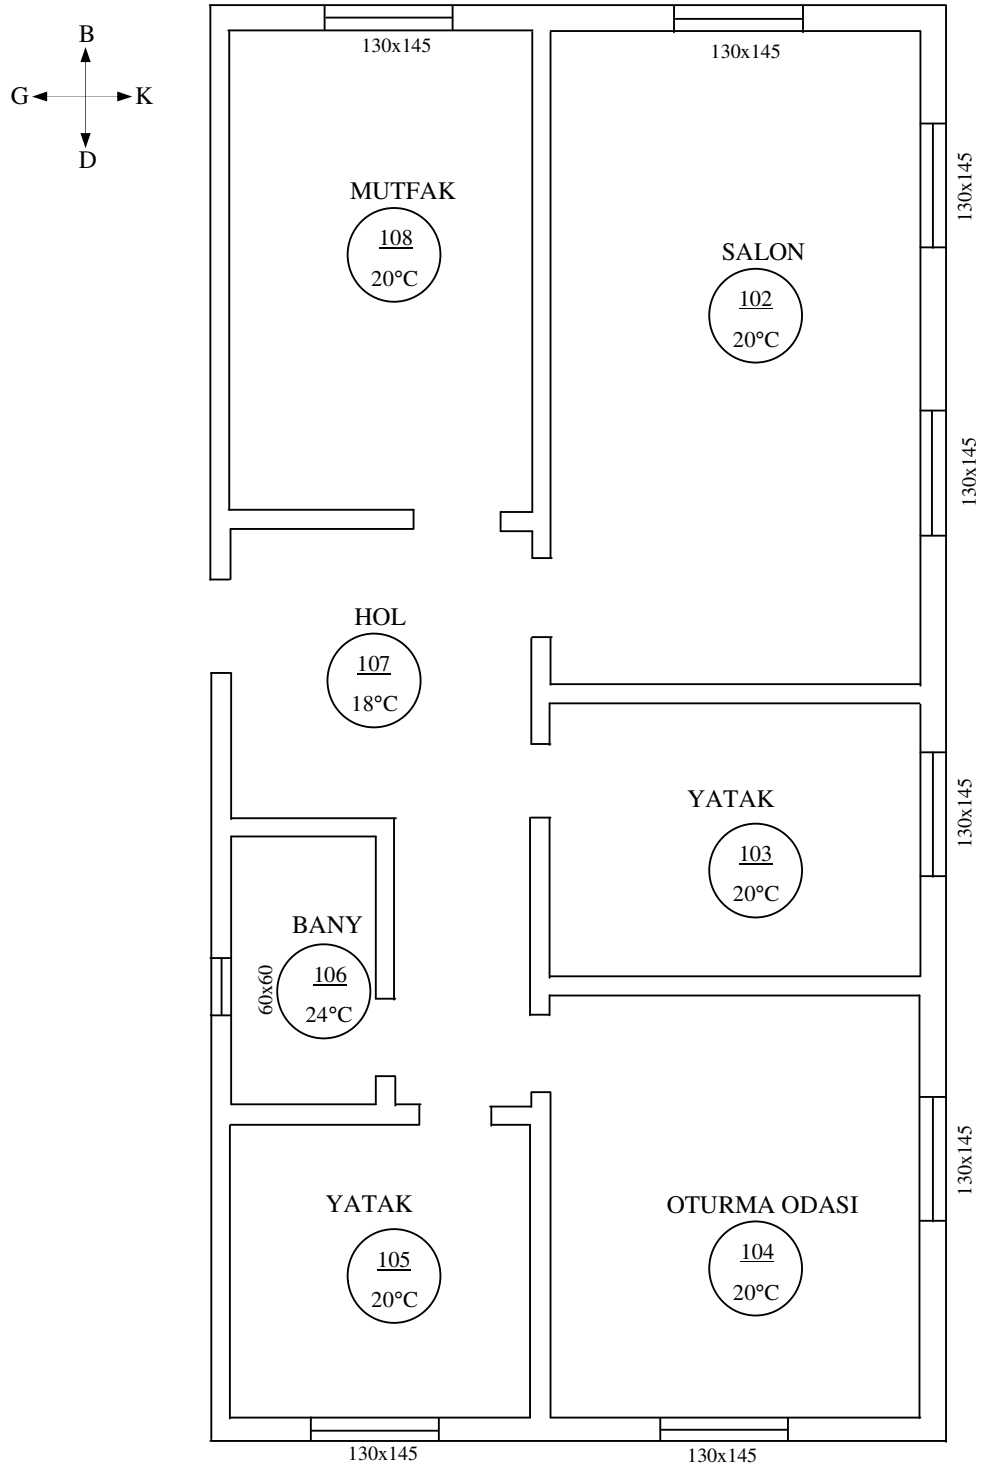 B
G K
D
130x145
130x145
130x145
MUTFAK
108
20°C
SALON
102
20°C
130x145
HOL
107
18°C
YATAK
103
20°C
130x145
BANY
106
24°C
60x60
130x145
YATAK
105
20°C
OTURMA ODASI
104
20°C
130x145
130x145